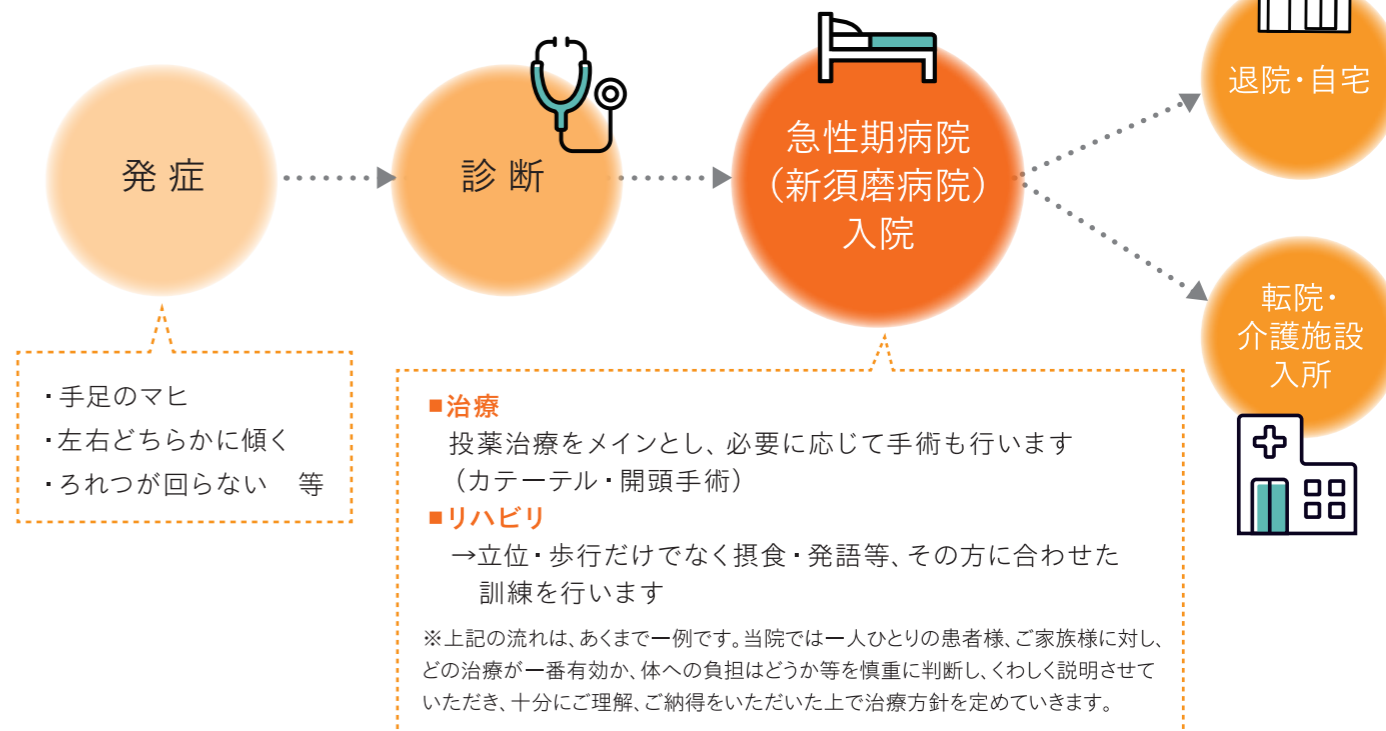 発症
診断
急性期病院
（新須磨病院）
入院
退院・自宅
転院・
介護施設
入所
・手足のマヒ
・左右どちらかに傾く
・ろれつが回らない　等
■治療
投薬治療をメインとし、必要に応じて手術も行います
（カテーテル・開頭手術）
■リハビリ
→立位・歩行だけでなく摂食・発語等、その方に合わせた
訓練を行います
※上記の流れは、あくまで一例です。当院では一人ひとりの患者様、ご家族様に対し、
どの治療が一番有効か、体への負担はどうか等を慎重に判断し、くわしく説明させて
いただき、十分にご理解、ご納得をいただいた上で治療方針を定めていきます。